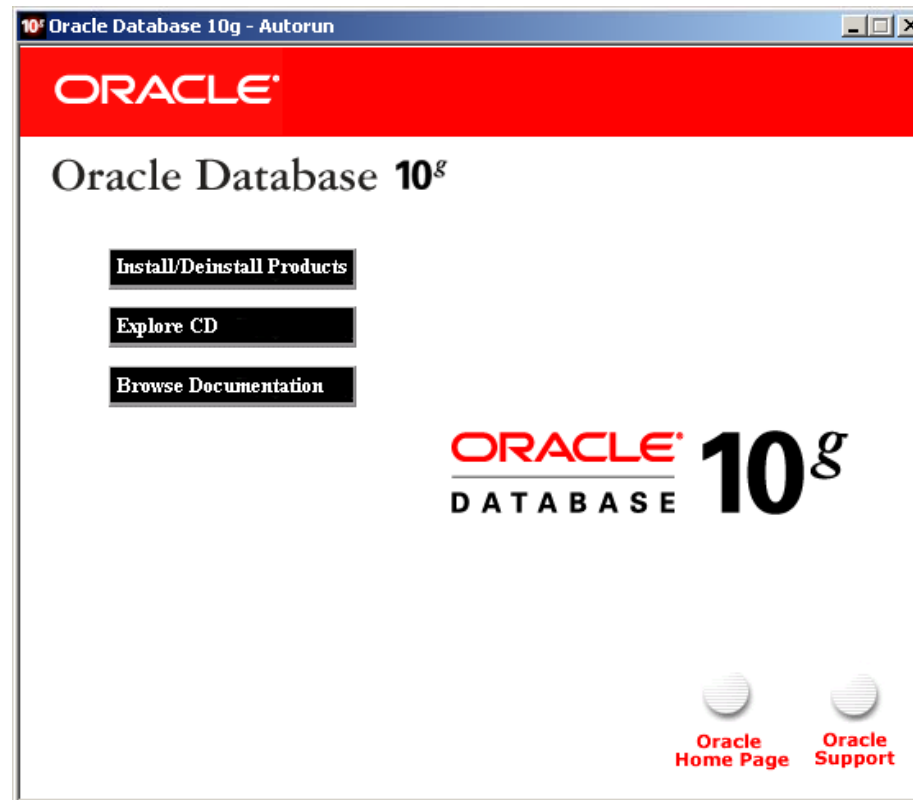 10g Oracle Database 10g - Autorun
ORACLE
Oracle Database 10g
Install/Deinstall Products
Explore CD
Browse Documentation
ORACLE
DATABASE
10g
Oracle
Home Page
Oracle
Support